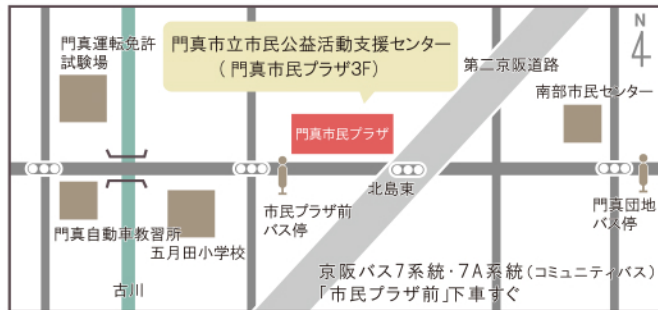 門真運転免許
試験場
門真市立市民公益活動支援センター
(門真市民プラザ3F)
第二京阪道路
N
南部市民センター
門真市民プラザ
北島東
市民プラザ前
バス停
門真団地
バス停
門真自動車教習所
五月田小学校
古川
京阪バス7系統・7A系統(コミュニティバス)
「市民プラザ前」下車すぐ